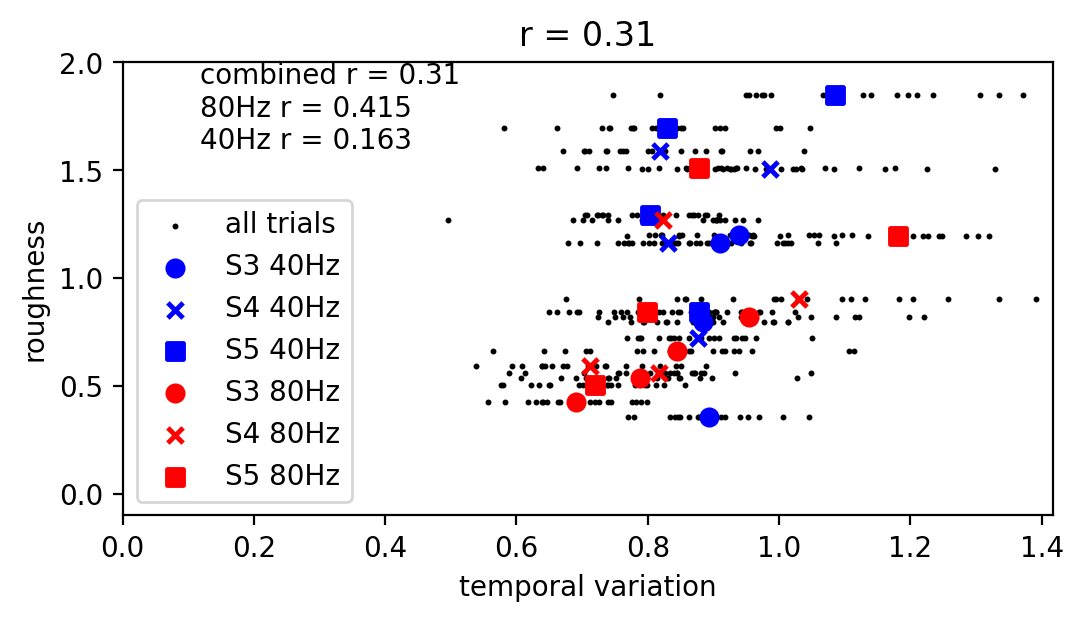 r = 0.31
combined r = 0.31
80Hz r = 0.415
40Hz r = 0.163
all trials
S3 40Hz
S4 40Hz
S5 40Hz
S3 80Hz
S4 80Hz
S5 80Hz
roughness
2.0
1.5
1.0
0.5
0.0
0.0 0.2 0.4 0.6 0.8 1.0 1.2 1.4
temporal variation